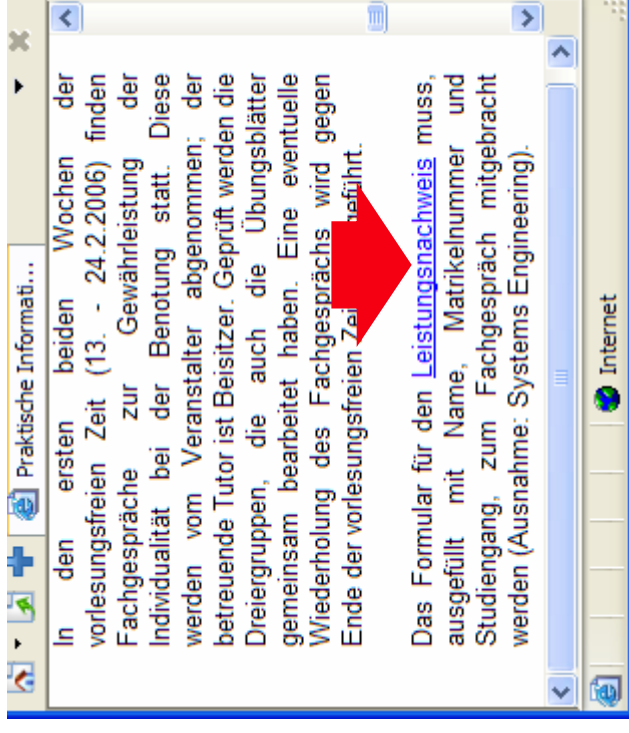 Praktische Informati...
In den ersten beiden Wochen der
vorlesungsfreien Zeit (13. - 24.2.2006) finden
Fachgespräche zur Gewährleistung der
Individualität bei der Benotung statt. Diese
werden vom Veranstalter abgenommen; der
betreuende Tutor ist Beisitzer. Geprüft werden die
Dreiergruppen, die auch die Übungsblätter
gemeinsam bearbeitet haben. Eine eventuelle
Wiederholung des Fachgesprächs wird gegen
Ende der vorlesungsfreien
Das Formular für den Leistungsnachweis muss,
ausgefüllt mit Name, Matrikelnummer und
Studiengang, zum Fachgespräch mitgebracht
werden (Ausnahme: Systems Engineering).
Internet